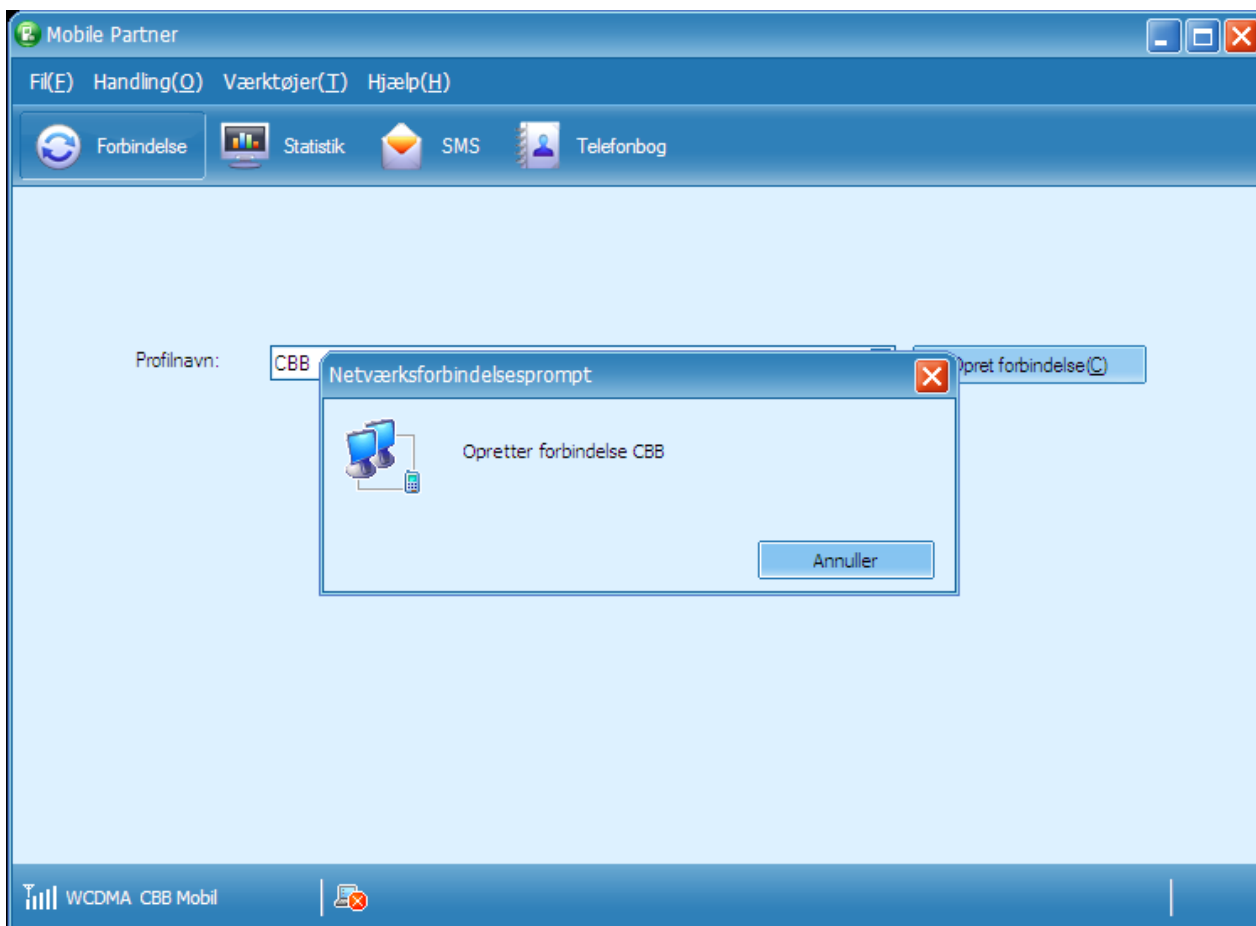 Mobile Partner
Fil(F) Handling(O) Værktøjer(T) Hjælp(H)
Forbindelse Statistik SMS Telefonbog
Profilnavn: CBB pret forbindelse(C)
Netværksforbindelsesprompt
Opretter forbindelse CBB
Annuller
WCDMA CBB Mobil